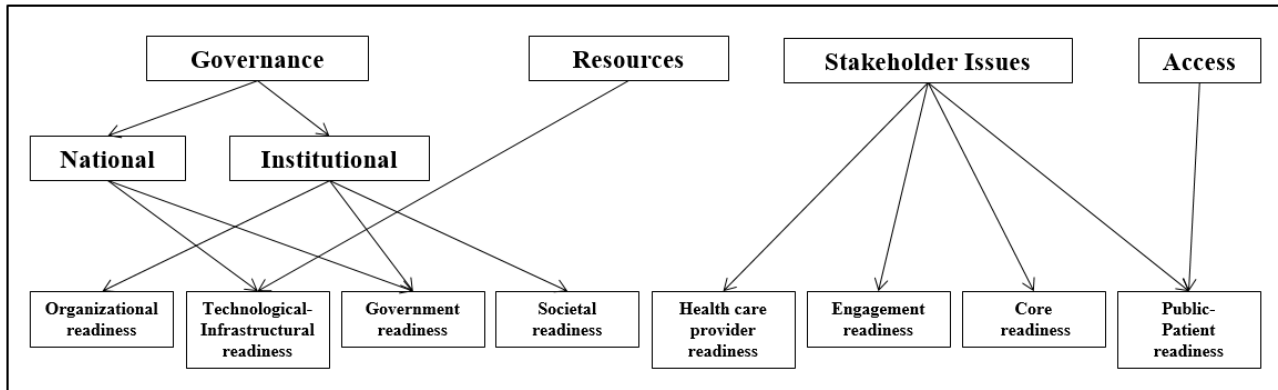 Governance
Resources
Stakeholder Issues
Access
National
Institutional
Organizational
readiness
Technological-
Infrastructural
readiness
Government
readiness
Societal
readiness
Health care
provider
readiness
Engagement
readiness
Core
readiness
Public-
Patient
readiness